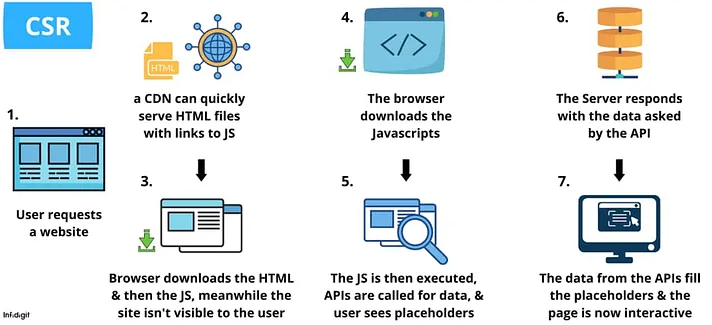 CSR
1.
User requests
a website
2.
HTML
a CDN can quickly
serve HTML files
with links to JS
3.
Browser downloads the HTML
& then the JS, meanwhile the
site isn't visible to the user
4.
</>
The browser
downloads the
Javascripts
5.
The JS is then executed,
APIs are called for data, &
user sees placeholders
6.
The Server responds
with the data asked
by the API
7.
The data from the APIs fill
the placeholders & the
page is now interactive
Infidigit